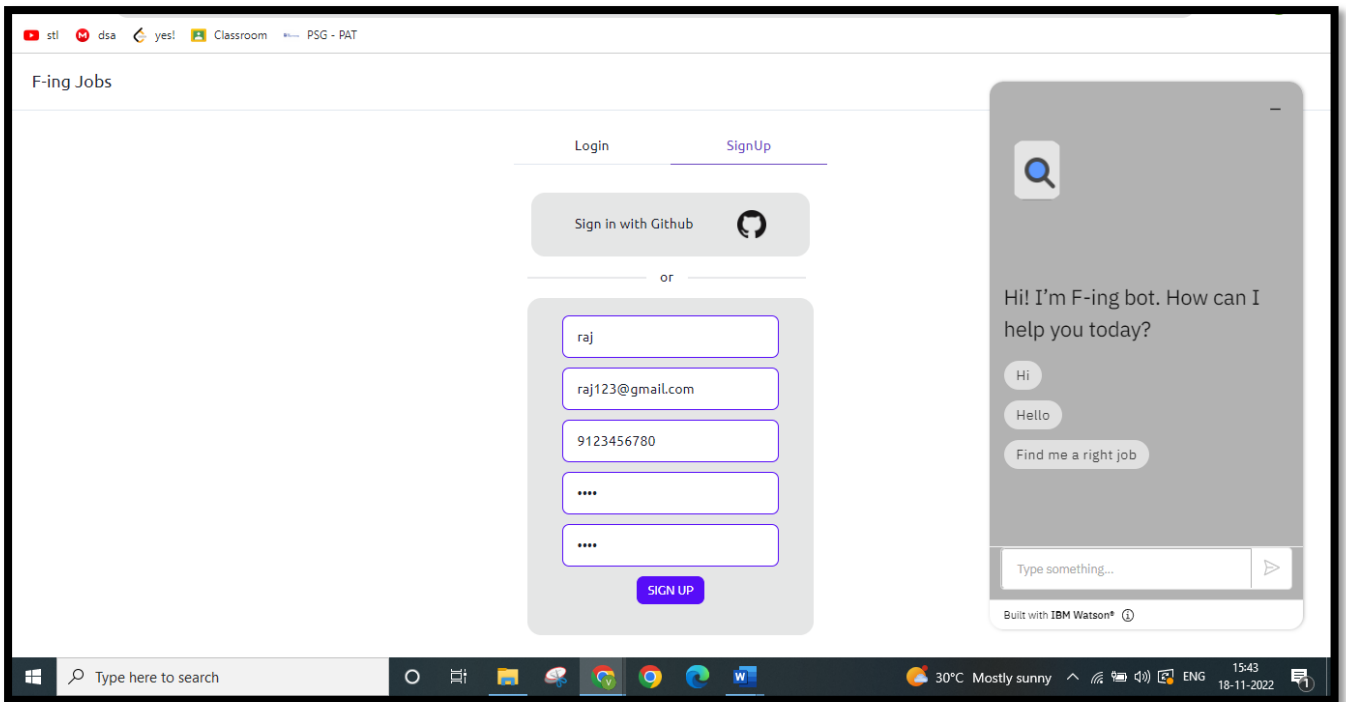 stl dsa yes! Classroom PSG - PAT
F-ing Jobs
Login SignUp
Sign in with Github
or
raj
raj123@gmail.com
9123456780
••••
••••
SIGN UP
Hi! I'm F-ing bot. How can I
help you today?
Hi
Hello
Find me a right job
Type something...
Built with IBM Watson®
Type here to search
30°C Mostly sunny ENG
15:43
18-11-2022